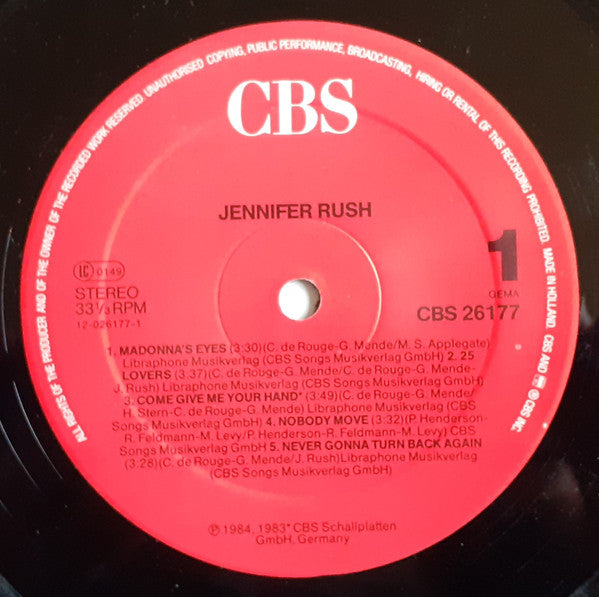 ALL RIGHTS OF THE PRODUCER AND OF THE OWNER OF THE RECORDED WORK RESERVED. UNAUTHORISED COPYING, PUBLIC PERFORMANCE, BROADCASTING, HIRING OR RENTAL OF THIS RECORDING PROHIBITED. MADE IN HOLLAND. CBS AND ® © CBS INC.
CBS
JENNIFER RUSH
1
LC 0149
GEMA
STEREO
CBS 26177
33⅓ RPM
12-026177-1
1. MADONNA'S EYES (3:30)(C. de Rouge-G. Mende/M. S. Applegate)
Libraphone Musikverlag (CBS Songs Musikverlag GmbH) 2. 25
LOVERS (3:37)(C. de Rouge-G. Mende/C. de Rouge-G. Mende-
J. Rush)Libraphone Musikverlag (CBS Songs Musikverlag GmbH)
3. COME GIVE ME YOUR HAND* (3:49)(C. de Rouge-G. Mende/
H. Stern-C. de Rouge-G. Mende) Libraphone Musikverlag (CBS
Songs Musikverlag GmbH) 4. NOBODY MOVE (3:32)(P. Henderson-
R. Feldmann-M. Levy/P. Henderson-R. Feldmann-M. Levy) CBS
Songs Musikverlag GmbH 5. NEVER GONNA TURN BACK AGAIN
(3:28)(C. de Rouge-G. Mende/J. Rush)Libraphone Musikverlag
(CBS Songs Musikverlag GmbH)
℗ 1984, 1983* CBS Schallplatten
GmbH, Germany